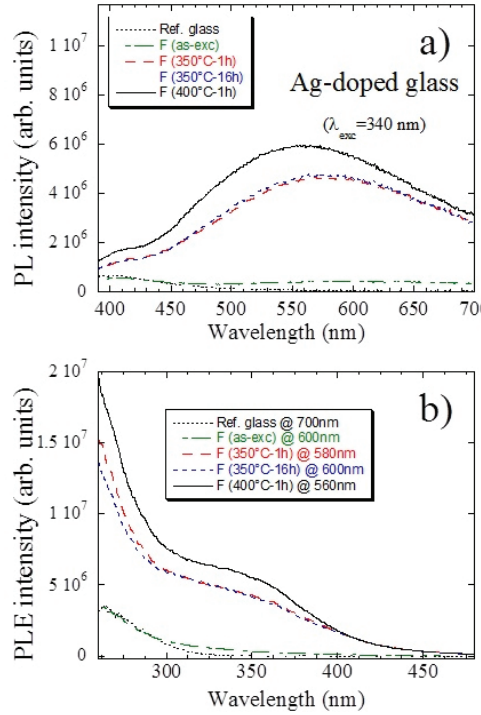 Ref. glass
F (as-exc)
F (350°C-1h)
F (350°C-16h)
F (400°C-1h)
a)
Ag-doped glass
(λexc=340 nm)
PL intensity (arb. units)
1 10⁷
8 10⁶
6 10⁶
4 10⁶
2 10⁶
0
400 450 500 550 600 650 700
Wavelength (nm)
b)
Ref. glass @ 700nm
F (as-exc) @ 600nm
F (350°C-1h) @ 580nm
F (350°C-16h) @ 600nm
F (400°C-1h) @ 560nm
PLE intensity (arb. units)
2 10⁷
1.5 10⁷
1 10⁷
5 10⁶
0
300 350 400 450
Wavelength (nm)